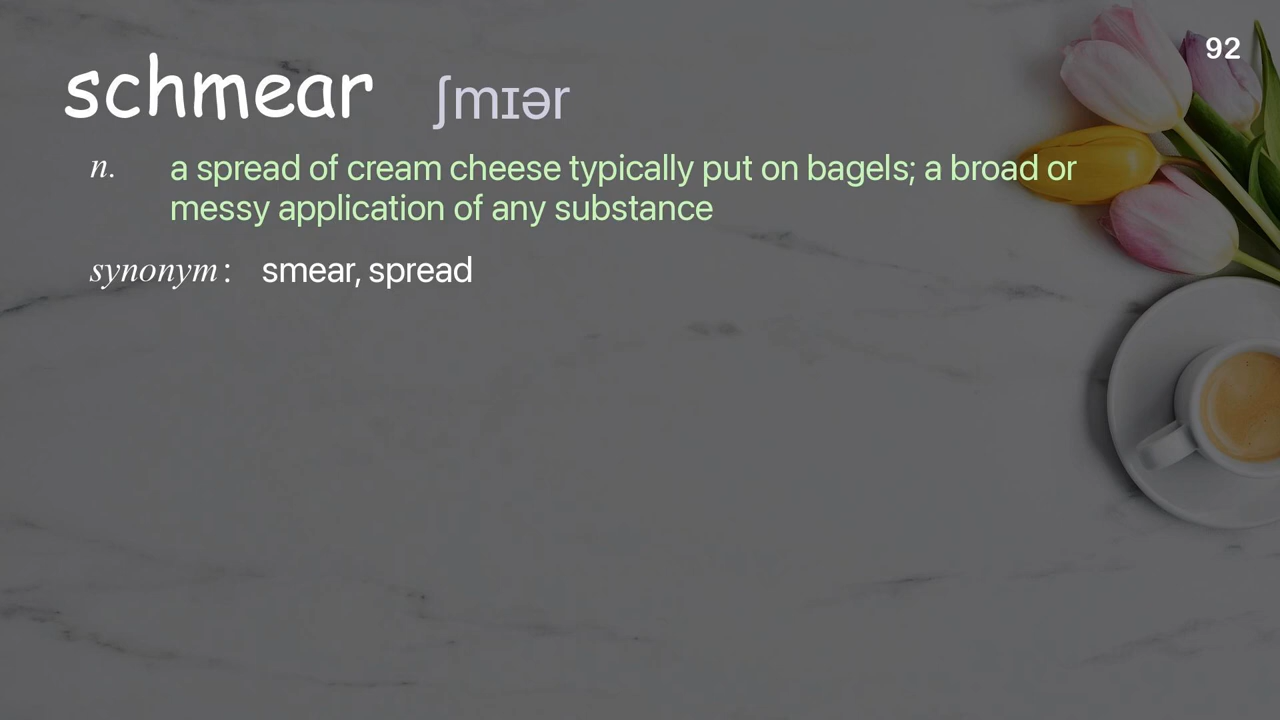 92
schmear ʃmɪər
n. a spread of cream cheese typically put on bagels; a broad or
messy application of any substance
synonym: smear, spread